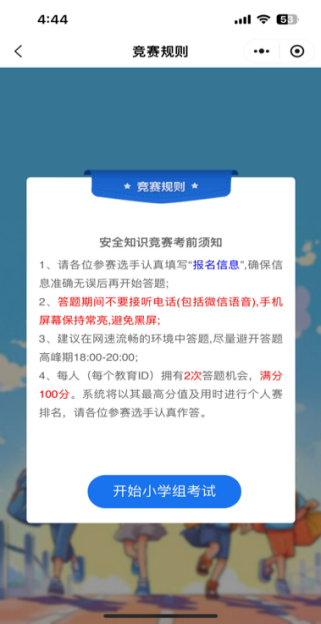 4:44
53
竞赛规则
竞赛规则
安全知识竞赛考前须知
1、请各位参赛选手认真填写“报名信息”,确保信
息准确无误后再开始答题;
2、答题期间不要接听电话(包括微信语音),手机
屏幕保持常亮,避免黑屏;
3、建议在网速流畅的环境中答题,尽量避开答题
高峰期18:00-20:00;
4、每人（每个教育ID）拥有2次答题机会，满分
100分。系统将以其最高分值及用时进行个人赛
排名，请各位参赛选手认真作答。
开始小学组考试